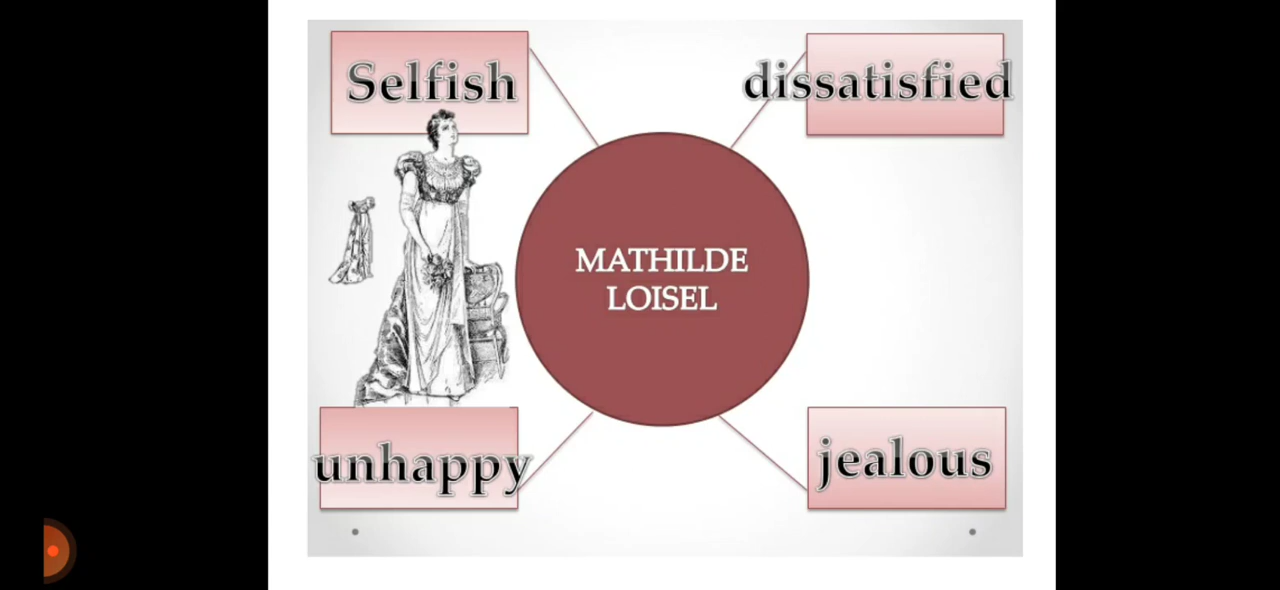 Selfish
dissatisfied
MATHILDE
LOISEL
unhappy
jealous